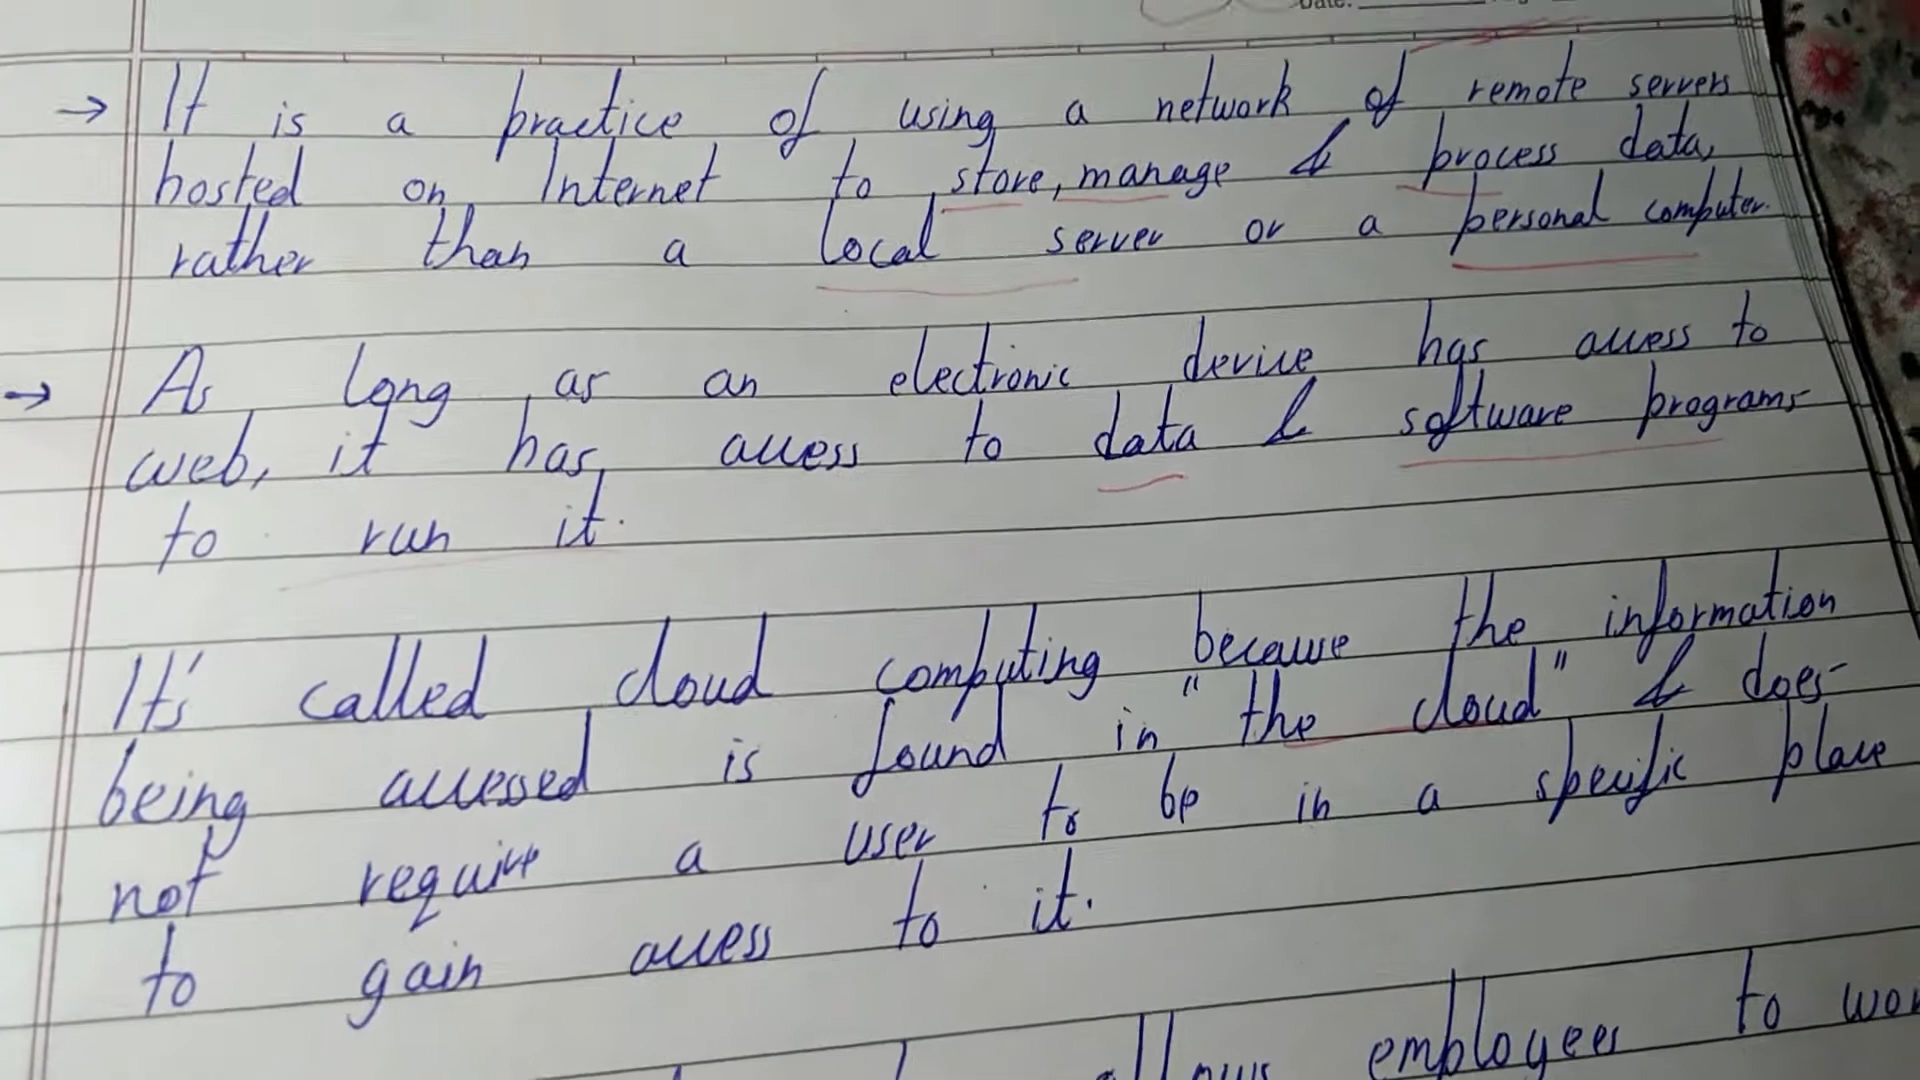 Date:
→ It is a practice of using a network of remote servers
hosted on Internet to store, manage & process data,
rather than a local server or a personal computer.
→ As long as an electronic device has access to
web, it has access to data & software programs
to run it.
It's called cloud computing because the information
being accessed is found in "the cloud" & does
not require a user to be in a specific place
to gain access to it.
employees to